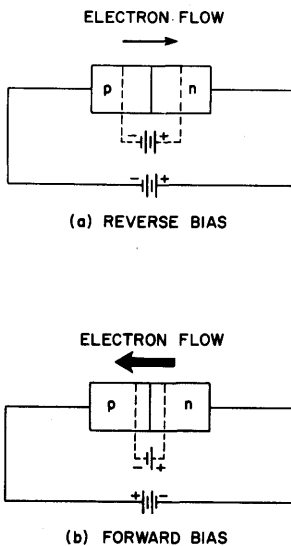 ELECTRON FLOW
p n
- +
- +
(a) REVERSE BIAS
ELECTRON FLOW
p n
- +
+ -
(b) FORWARD BIAS